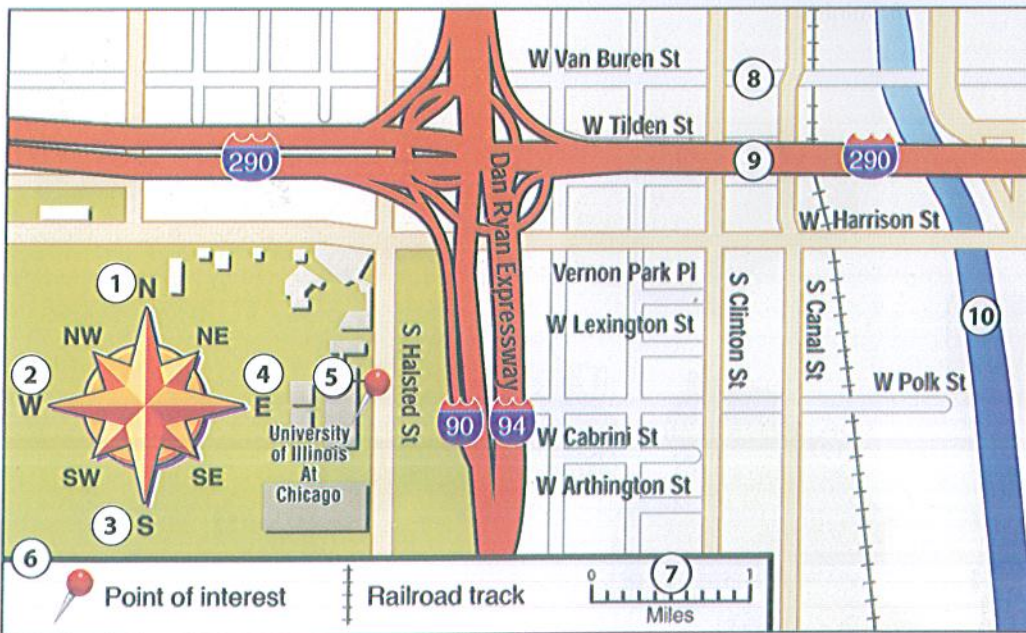 W Van Buren St
8
W Tilden St
290
9
290
Dan Ryan Expressway
W Harrison St
1
N
Vernon Park Pl
S Clinton St
S Canal St
10
NW
NE
W Lexington St
S Halsted St
2
4
5
W
E
W Polk St
90
94
University
of Illinois
At
Chicago
W Cabrini St
SW
SE
W Arthington St
3
S
6
Point of interest
Railroad track
0
7
1
Miles